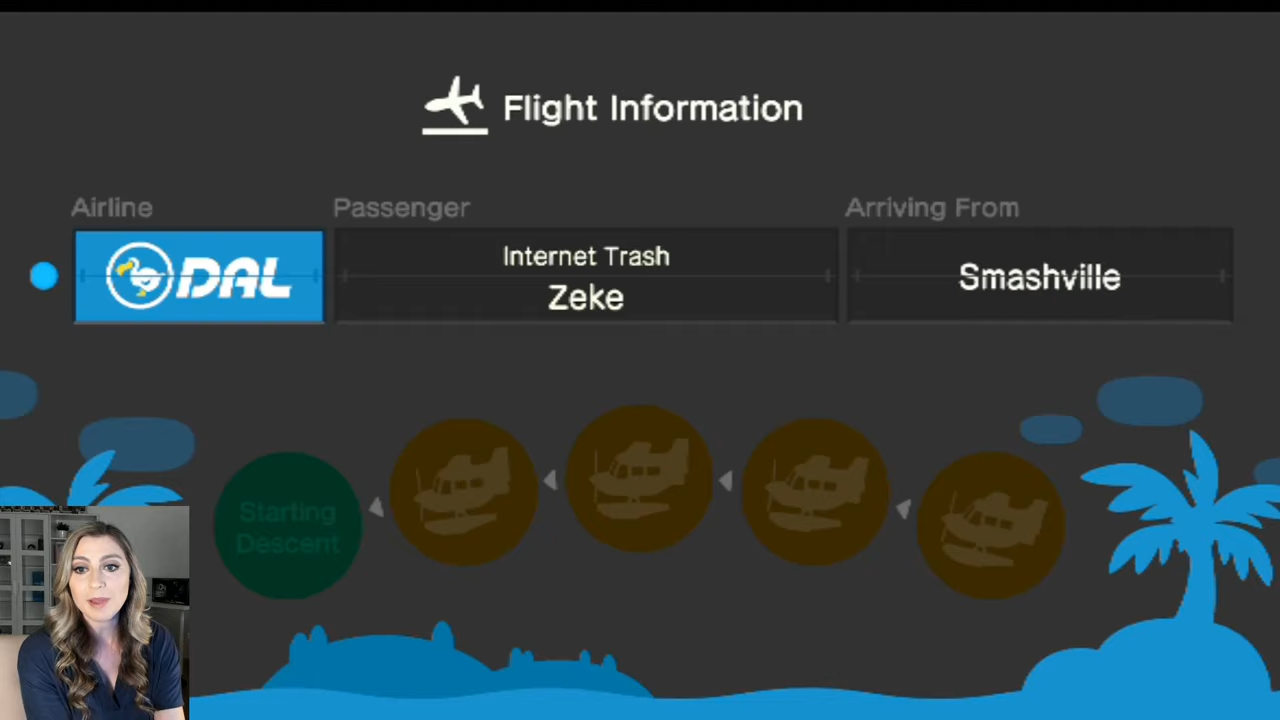 Flight Information
Airline
Passenger
Arriving From
DAL
Internet Trash
Zeke
Smashville
Starting
Descent